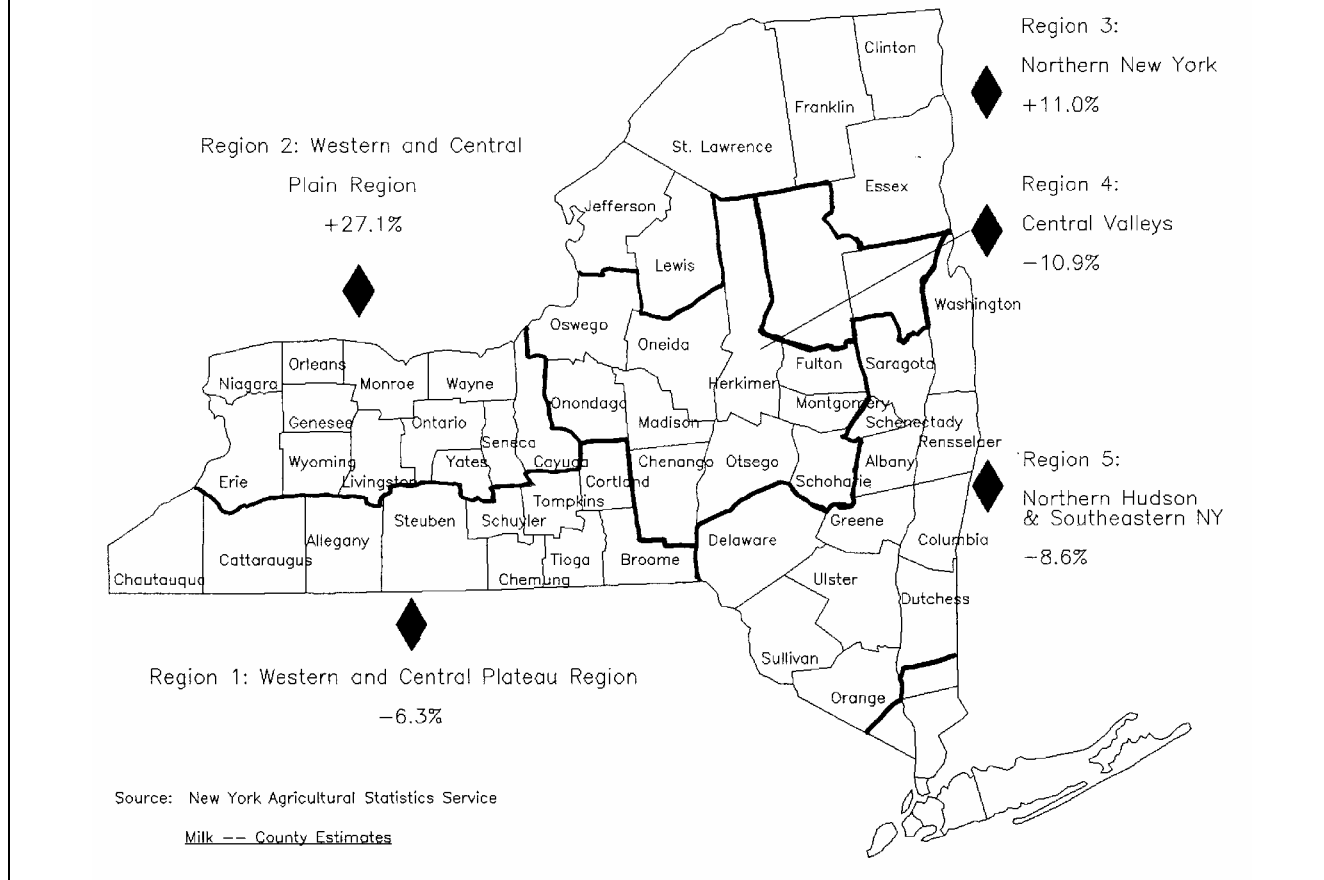 Region 3:
Northern New York
+11.0%
Region 2: Western and Central
Plain Region
+27.1%
Region 4:
Central Valleys
−10.9%
Clinton
Franklin
St. Lawrence
Essex
Jefferson
Lewis
Washington
Oswego
Oneida
Orleans
Niagara
Monroe
Wayne
Herkimer
Fulton
Saratoga
Genesee
Ontario
Onondaga
Madison
Montgomery
Schenectady
Seneca
Rensselaer
Wyoming
Yates
Cayuga
Chenango
Otsego
Albany
Erie
Livingston
Cortland
Schoharie
Tompkins
Steuben
Schuyler
Greene
Allegany
Delaware
Columbia
Cattaraugus
Tioga
Broome
Chautauqua
Chemung
Ulster
Dutchess
Sullivan
Orange
Region 5:
Northern Hudson
& Southeastern NY
−8.6%
Region 1: Western and Central Plateau Region
−6.3%
Source: New York Agricultural Statistics Service
Milk −− County Estimates